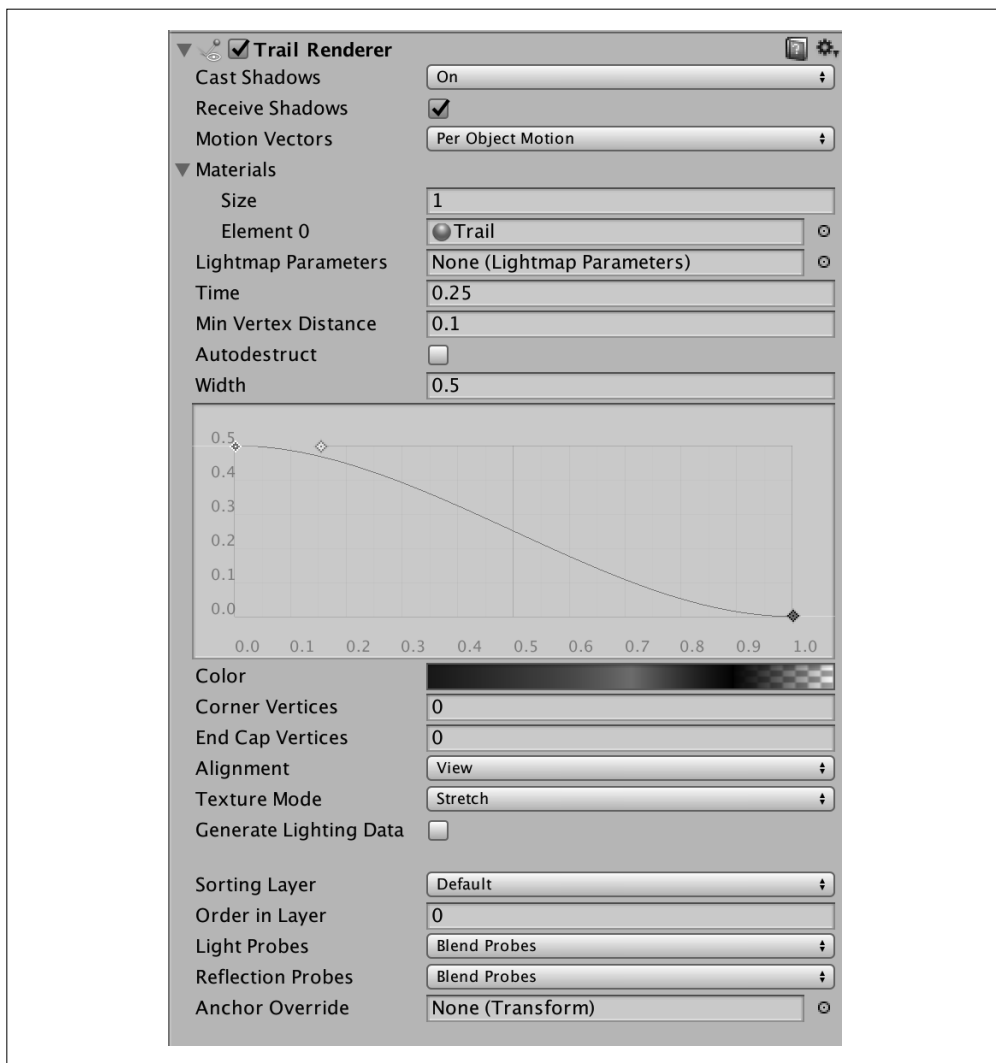 Trail Renderer
Cast Shadows On
Receive Shadows
Motion Vectors Per Object Motion
Materials
Size 1
Element 0 Trail
Lightmap Parameters None (Lightmap Parameters)
Time 0.25
Min Vertex Distance 0.1
Autodestruct
Width 0.5
0.5
0.4
0.3
0.2
0.1
0.0
0.0 0.1 0.2 0.3 0.4 0.5 0.6 0.7 0.8 0.9 1.0
Color
Corner Vertices 0
End Cap Vertices 0
Alignment View
Texture Mode Stretch
Generate Lighting Data
Sorting Layer Default
Order in Layer 0
Light Probes Blend Probes
Reflection Probes Blend Probes
Anchor Override None (Transform)